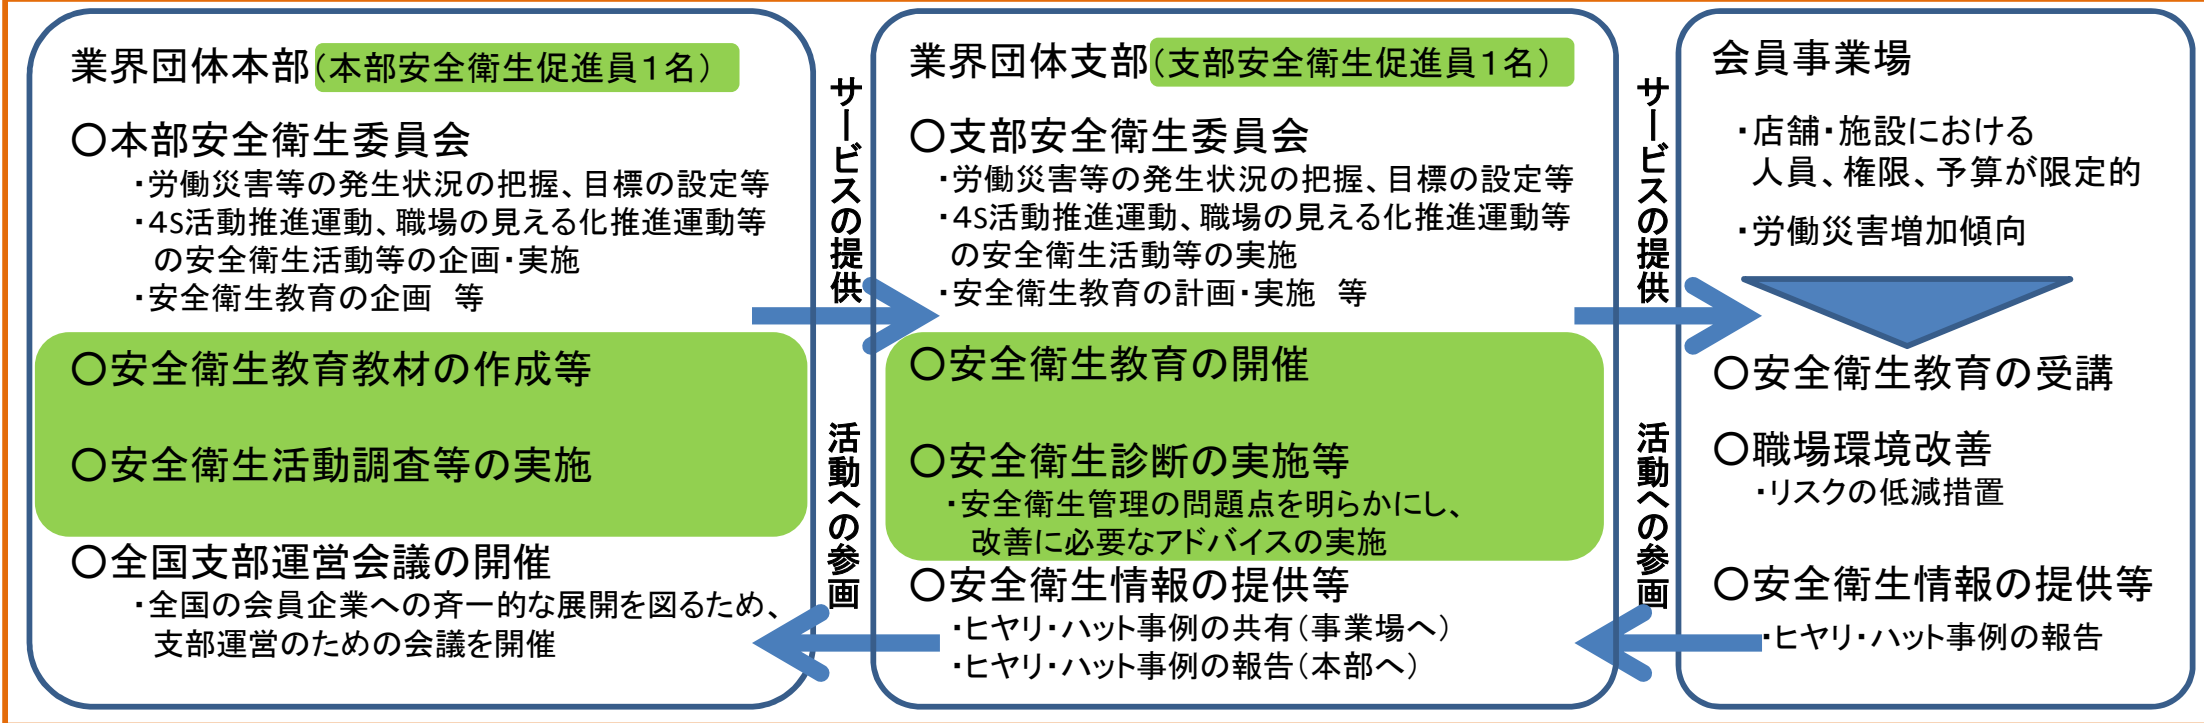 業界団体本部(本部安全衛生促進員1名)
○本部安全衛生委員会
・労働災害等の発生状況の把握、目標の設定等
・4S活動推進運動、職場の見える化推進運動等
の安全衛生活動等の企画・実施
・安全衛生教育の企画　等
○安全衛生教育教材の作成等
○安全衛生活動調査等の実施
○全国支部運営会議の開催
・全国の会員企業への斉一的な展開を図るため、
支部運営のための会議を開催
サービスの提供
活動への参画
業界団体支部(支部安全衛生促進員1名)
○支部安全衛生委員会
・労働災害等の発生状況の把握、目標の設定等
・4S活動推進運動、職場の見える化推進運動等
の安全衛生活動等の実施
・安全衛生教育の計画・実施　等
○安全衛生教育の開催
○安全衛生診断の実施等
・安全衛生管理の問題点を明らかにし、
改善に必要なアドバイスの実施
○安全衛生情報の提供等
・ヒヤリ・ハット事例の共有(事業場へ)
・ヒヤリ・ハット事例の報告(本部へ)
サービスの提供
活動への参画
会員事業場
・店舗・施設における
人員、権限、予算が限定的
・労働災害増加傾向
○安全衛生教育の受講
○職場環境改善
・リスクの低減措置
○安全衛生情報の提供等
・ヒヤリ・ハット事例の報告